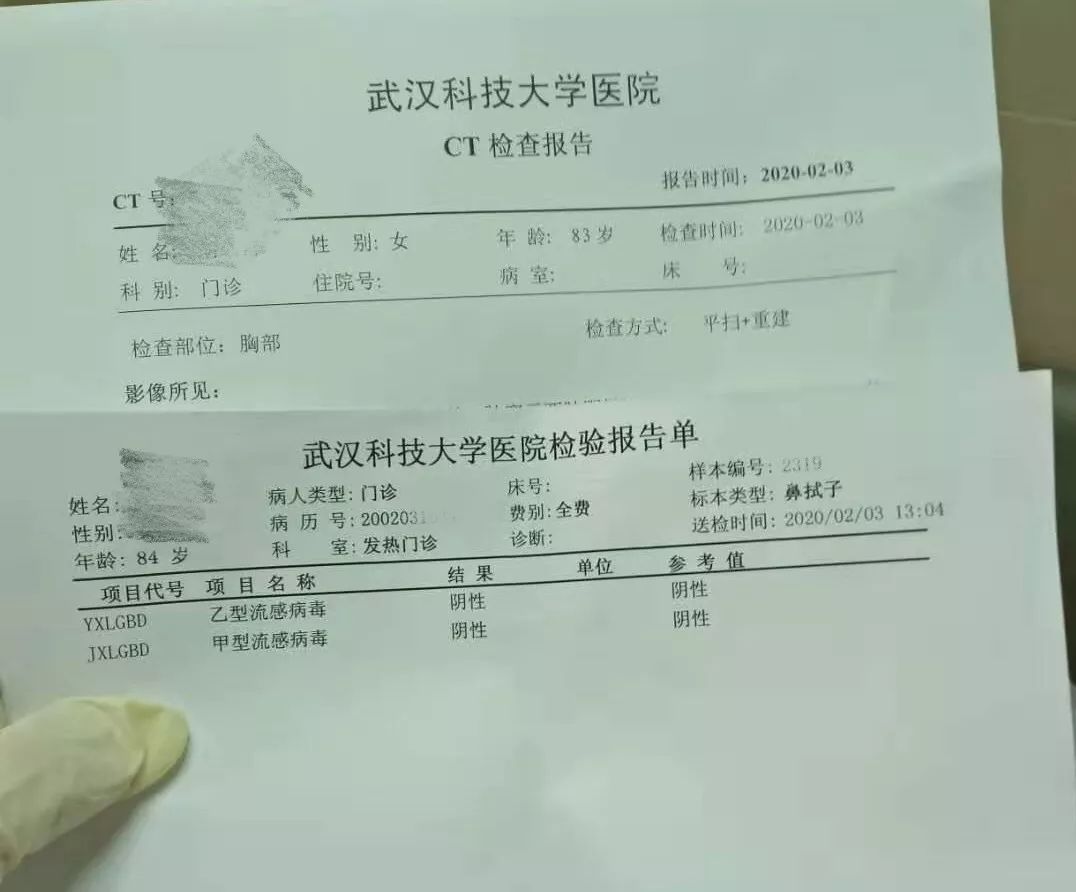 武汉科技大学医院
CT 检查报告
报告时间：2020-02-03
CT 号:
姓 名: 性 别: 女 年 龄: 83 岁 检查时间: 2020-02-03
科 别: 门诊 住院号: 病 室: 床 号:
检查部位: 胸部 检查方式: 平扫+重建
影像所见:
武汉科技大学医院检验报告单
姓名: 病人类型: 门诊 床号: 样本编号: 2319
性别: 病 历 号: 2002031 费别: 全费 标本类型: 鼻拭子
年龄: 84 岁 科 室: 发热门诊 诊断: 送检时间: 2020/02/03 13:04
项目代号 项 目 名 称 结 果 单位 参 考 值
YXLGBD 乙型流感病毒 阴性 阴性
JXLGBD 甲型流感病毒 阴性 阴性